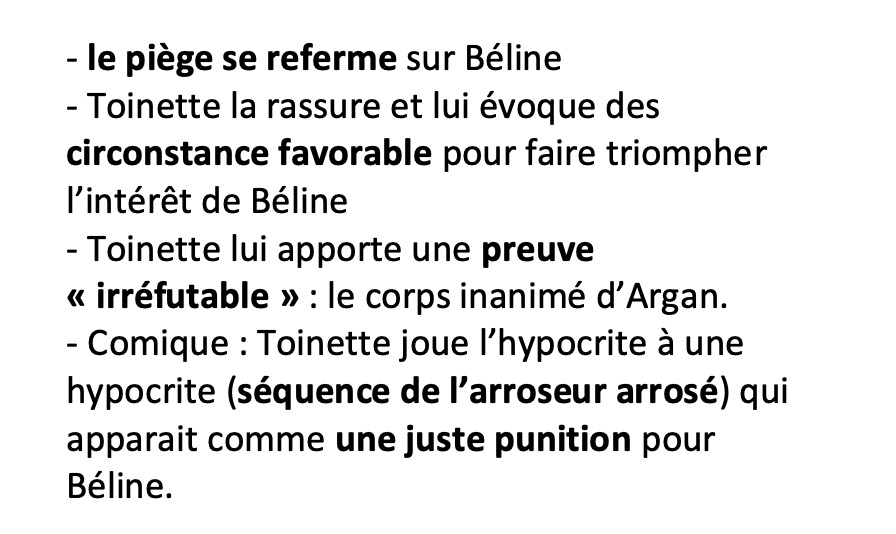 - le piège se referme sur Béline
- Toinette la rassure et lui évoque des
circonstance favorable pour faire triompher
l’intérêt de Béline
- Toinette lui apporte une preuve
« irréfutable » : le corps inanimé d’Argan.
- Comique : Toinette joue l’hypocrite à une
hypocrite (séquence de l’arroseur arrosé) qui
apparait comme une juste punition pour
Béline.